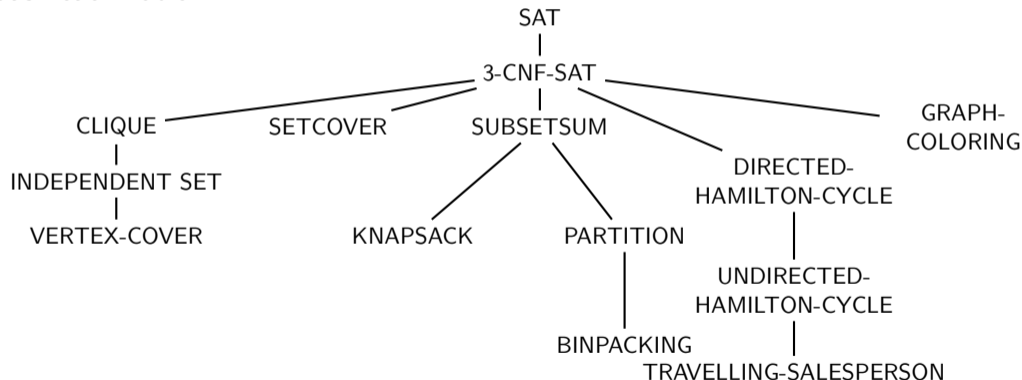 SAT
3-CNF-SAT
CLIQUE
SETCOVER
SUBSETSUM
GRAPH-
COLORING
INDEPENDENT SET
DIRECTED-
HAMILTON-CYCLE
VERTEX-COVER
KNAPSACK
PARTITION
UNDIRECTED-
HAMILTON-CYCLE
BINPACKING
TRAVELLING-SALESPERSON